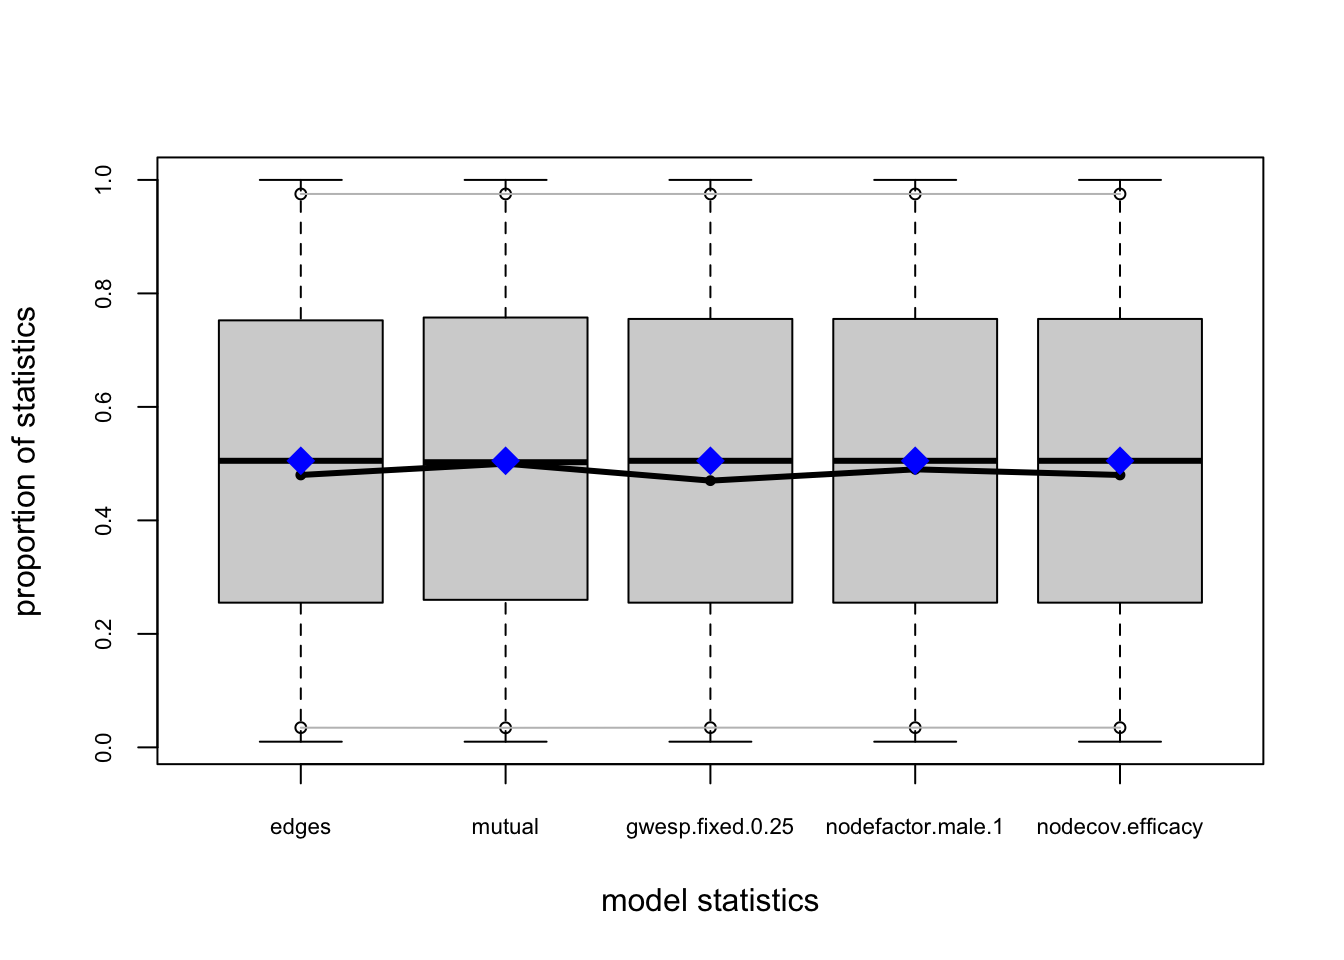 proportion of statistics
1.0
0.8
0.6
0.4
0.2
0.0
edges mutual gwesp.fixed.0.25 nodefactor.male.1 nodecov.efficacy
model statistics